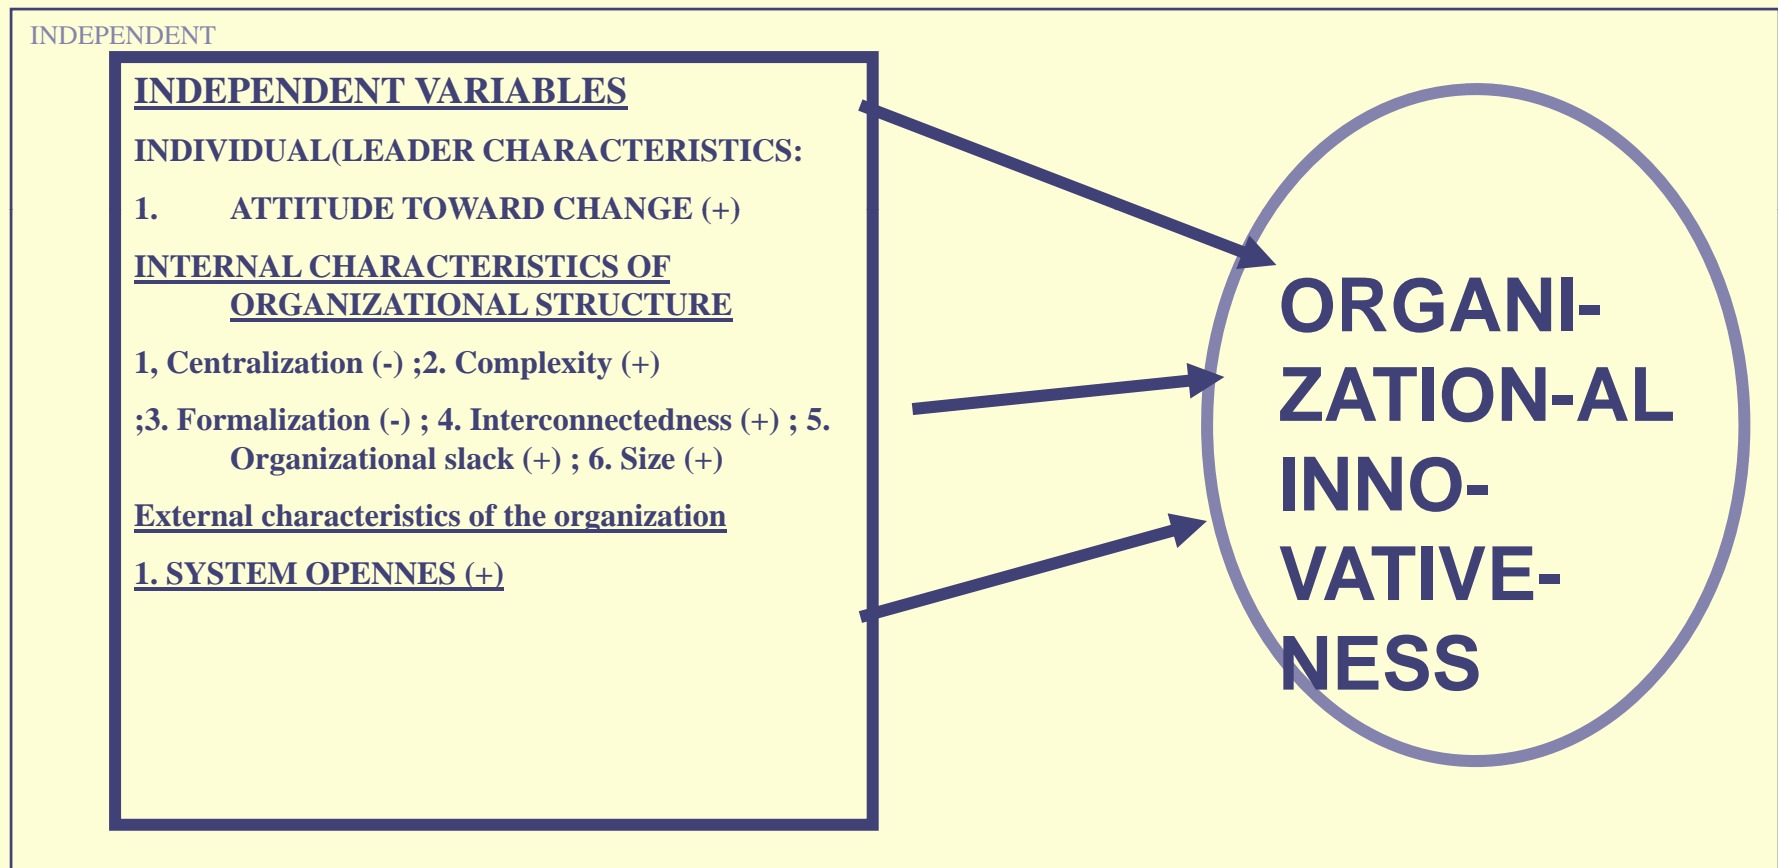 INDEPENDENT
INDEPENDENT VARIABLES
INDIVIDUAL(LEADER CHARACTERISTICS:
1. ATTITUDE TOWARD CHANGE (+)
INTERNAL CHARACTERISTICS OF
ORGANIZATIONAL STRUCTURE
1, Centralization (-) ;2. Complexity (+)
;3. Formalization (-) ; 4. Interconnectedness (+) ; 5.
Organizational slack (+) ; 6. Size (+)
External characteristics of the organization
1. SYSTEM OPENNES (+)
ORGANI-
ZATION-AL
INNO-
VATIVE-
NESS